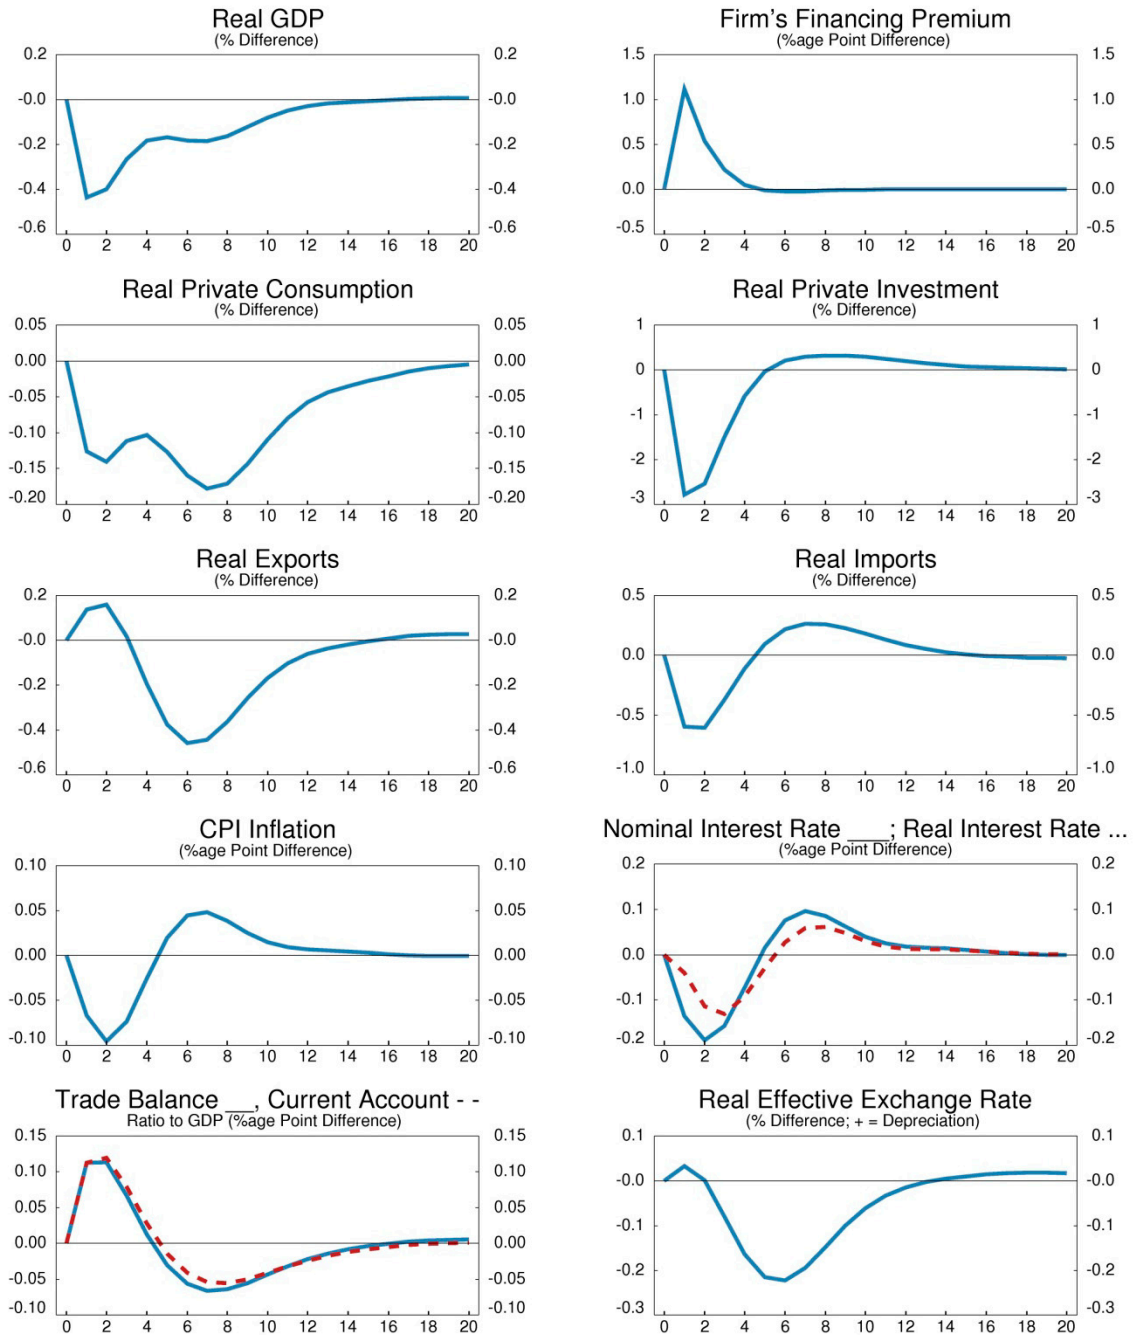 Real GDP
(% Difference)
0.2 0.2
-0.0 -0.0
-0.2 -0.2
-0.4 -0.4
-0.6 -0.6
0 2 4 6 8 10 12 14 16 18 20
Firm's Financing Premium
(%age Point Difference)
1.5 1.5
1.0 1.0
0.5 0.5
0.0 0.0
-0.5 -0.5
0 2 4 6 8 10 12 14 16 18 20
Real Private Consumption
(% Difference)
0.05 0.05
0.00 0.00
-0.05 -0.05
-0.10 -0.10
-0.15 -0.15
-0.20 -0.20
0 2 4 6 8 10 12 14 16 18 20
Real Private Investment
(% Difference)
1 1
0 0
-1 -1
-2 -2
-3 -3
0 2 4 6 8 10 12 14 16 18 20
Real Exports
(% Difference)
0.2 0.2
-0.0 -0.0
-0.2 -0.2
-0.4 -0.4
-0.6 -0.6
0 2 4 6 8 10 12 14 16 18 20
Real Imports
(% Difference)
0.5 0.5
0.0 0.0
-0.5 -0.5
-1.0 -1.0
0 2 4 6 8 10 12 14 16 18 20
CPI Inflation
(%age Point Difference)
0.10 0.10
0.05 0.05
0.00 0.00
-0.05 -0.05
-0.10 -0.10
0 2 4 6 8 10 12 14 16 18 20
Nominal Interest Rate ___; Real Interest Rate ...
(%age Point Difference)
0.2 0.2
0.1 0.1
0.0 0.0
-0.1 -0.1
-0.2 -0.2
0 2 4 6 8 10 12 14 16 18 20
Trade Balance __, Current Account - -
Ratio to GDP (%age Point Difference)
0.15 0.15
0.10 0.10
0.05 0.05
0.00 0.00
-0.05 -0.05
-0.10 -0.10
0 2 4 6 8 10 12 14 16 18 20
Real Effective Exchange Rate
(% Difference; + = Depreciation)
0.1 0.1
-0.0 -0.0
-0.1 -0.1
-0.2 -0.2
-0.3 -0.3
0 2 4 6 8 10 12 14 16 18 20